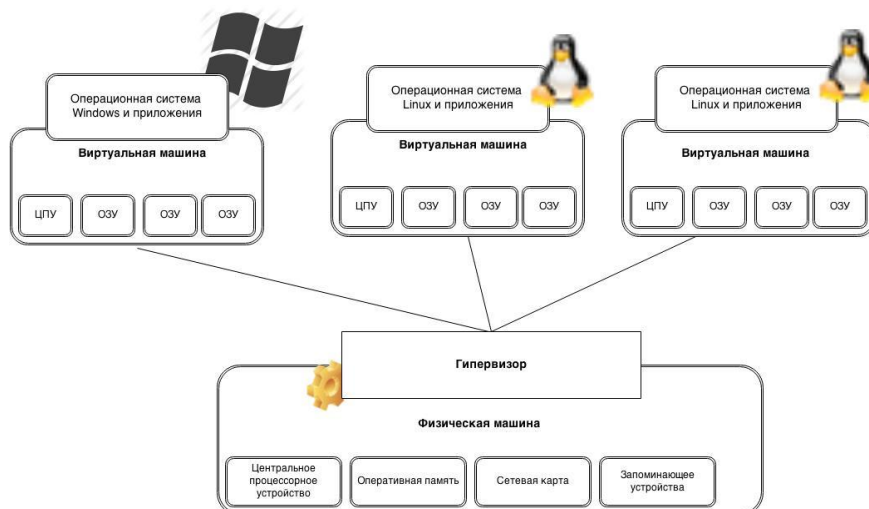 Операционная система
Windows и приложения
Виртуальная машина
ЦПУ ОЗУ ОЗУ ОЗУ
Операционная система
Linux и приложения
Виртуальная машина
ЦПУ ОЗУ ОЗУ ОЗУ
Операционная система
Linux и приложения
Виртуальная машина
ЦПУ ОЗУ ОЗУ ОЗУ
Гипервизор
Физическая машина
Центральное
процессорное
устройство
Оперативная память
Сетевая карта
Запоминающее
устройства